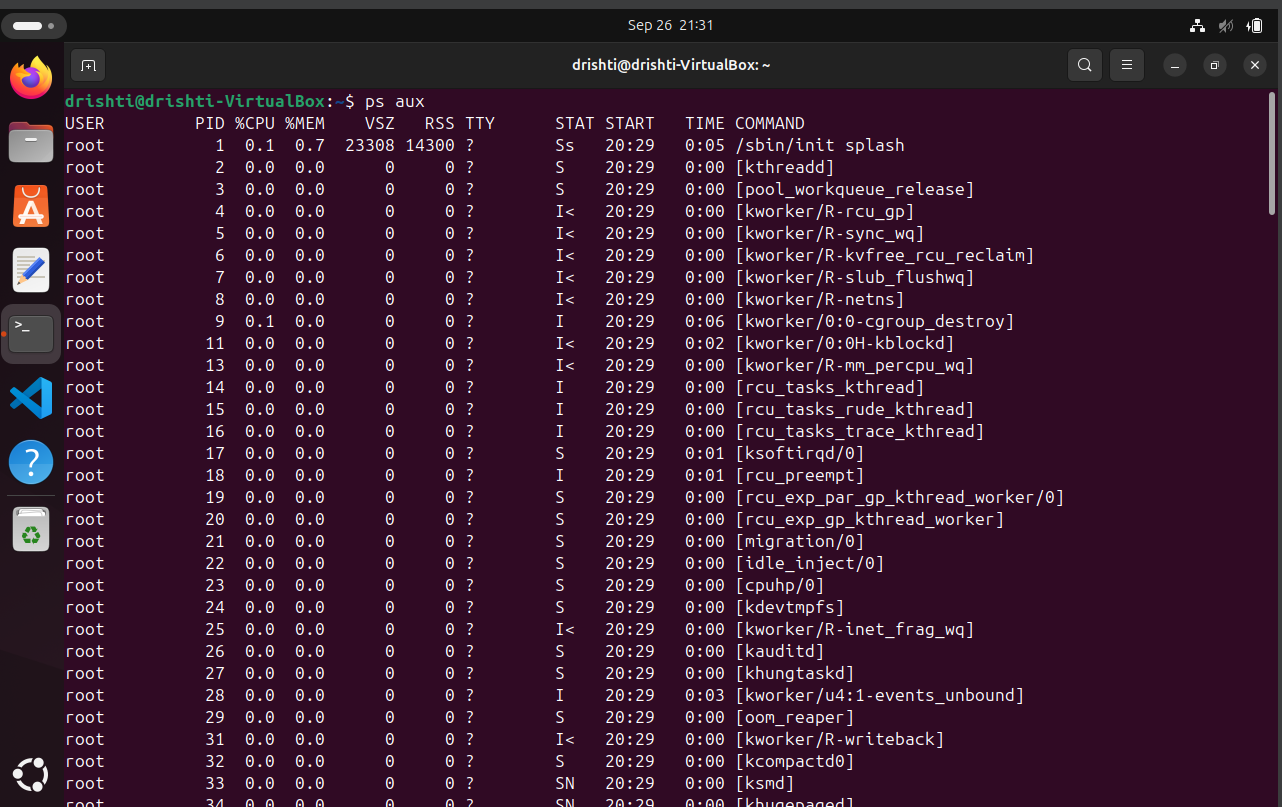 Sep 26 21:31
drishti@drishti-VirtualBox: ~
drishti@drishti-VirtualBox:~$ ps aux
USER         PID %CPU %MEM    VSZ   RSS TTY      STAT START   TIME COMMAND
root           1  0.1  0.7  23308 14300 ?        Ss   20:29   0:05 /sbin/init splash
root           2  0.0  0.0      0     0 ?        S    20:29   0:00 [kthreadd]
root           3  0.0  0.0      0     0 ?        S    20:29   0:00 [pool_workqueue_release]
root           4  0.0  0.0      0     0 ?        I<   20:29   0:00 [kworker/R-rcu_gp]
root           5  0.0  0.0      0     0 ?        I<   20:29   0:00 [kworker/R-sync_wq]
root           6  0.0  0.0      0     0 ?        I<   20:29   0:00 [kworker/R-kvfree_rcu_reclaim]
root           7  0.0  0.0      0     0 ?        I<   20:29   0:00 [kworker/R-slub_flushwq]
root           8  0.0  0.0      0     0 ?        I<   20:29   0:00 [kworker/R-netns]
root           9  0.1  0.0      0     0 ?        I    20:29   0:06 [kworker/0:0-cgroup_destroy]
root          11  0.0  0.0      0     0 ?        I<   20:29   0:02 [kworker/0:0H-kblockd]
root          13  0.0  0.0      0     0 ?        I<   20:29   0:00 [kworker/R-mm_percpu_wq]
root          14  0.0  0.0      0     0 ?        I    20:29   0:00 [rcu_tasks_kthread]
root          15  0.0  0.0      0     0 ?        I    20:29   0:00 [rcu_tasks_rude_kthread]
root          16  0.0  0.0      0     0 ?        I    20:29   0:00 [rcu_tasks_trace_kthread]
root          17  0.0  0.0      0     0 ?        S    20:29   0:01 [ksoftirqd/0]
root          18  0.0  0.0      0     0 ?        I    20:29   0:01 [rcu_preempt]
root          19  0.0  0.0      0     0 ?        S    20:29   0:00 [rcu_exp_par_gp_kthread_worker/0]
root          20  0.0  0.0      0     0 ?        S    20:29   0:00 [rcu_exp_gp_kthread_worker]
root          21  0.0  0.0      0     0 ?        S    20:29   0:00 [migration/0]
root          22  0.0  0.0      0     0 ?        S    20:29   0:00 [idle_inject/0]
root          23  0.0  0.0      0     0 ?        S    20:29   0:00 [cpuhp/0]
root          24  0.0  0.0      0     0 ?        S    20:29   0:00 [kdevtmpfs]
root          25  0.0  0.0      0     0 ?        I<   20:29   0:00 [kworker/R-inet_frag_wq]
root          26  0.0  0.0      0     0 ?        S    20:29   0:00 [kauditd]
root          27  0.0  0.0      0     0 ?        S    20:29   0:00 [khungtaskd]
root          28  0.0  0.0      0     0 ?        I    20:29   0:03 [kworker/u4:1-events_unbound]
root          29  0.0  0.0      0     0 ?        S    20:29   0:00 [oom_reaper]
root          31  0.0  0.0      0     0 ?        I<   20:29   0:00 [kworker/R-writeback]
root          32  0.0  0.0      0     0 ?        S    20:29   0:00 [kcompactd0]
root          33  0.0  0.0      0     0 ?        SN   20:29   0:00 [ksmd]
root          34  0.0  0.0      0     0 ?        SN   20:29   0:00 [khugepaged]